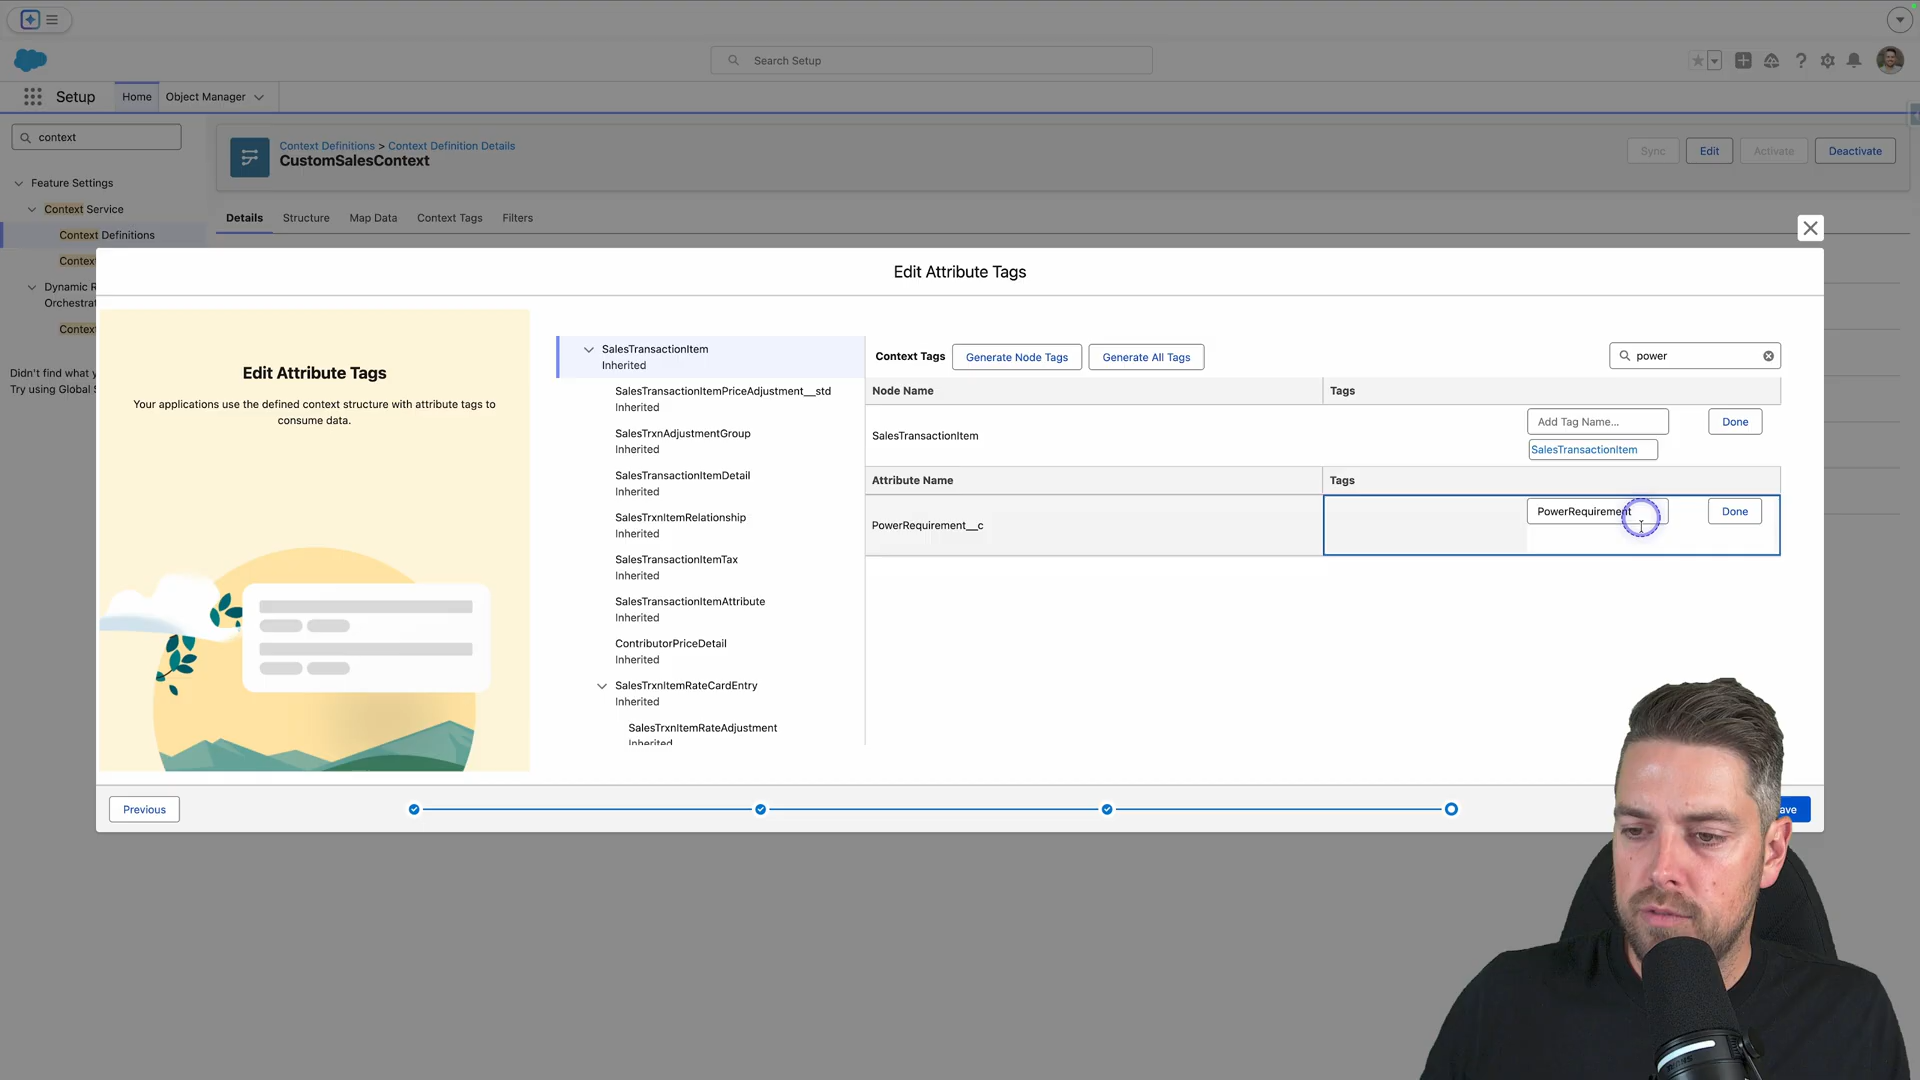 Search Setup
Setup
Home
Object Manager
context
Context Definitions > Context Definition Details
CustomSalesContext
Sync
Edit
Activate
Deactivate
Feature Settings
Context Service
Context Definitions
Details
Structure
Map Data
Context Tags
Filters
Contex
Dynamic R
Orchestrat
Contex
Didn't find what y
Try using Global S
Edit Attribute Tags
Edit Attribute Tags
Your applications use the defined context structure with attribute tags to
consume data.
SalesTransactionItem
Inherited
SalesTransactionItemPriceAdjustment__std
Inherited
SalesTrxnAdjustmentGroup
Inherited
SalesTransactionItemDetail
Inherited
SalesTrxnItemRelationship
Inherited
SalesTransactionItemTax
Inherited
SalesTransactionItemAttribute
Inherited
ContributorPriceDetail
Inherited
SalesTrxnItemRateCardEntry
Inherited
SalesTrxnItemRateAdjustment
Inherited
Context Tags
Generate Node Tags
Generate All Tags
power
Node Name
Tags
SalesTransactionItem
Add Tag Name...
Done
SalesTransactionItem
Attribute Name
Tags
PowerRequirement__c
PowerRequirement
Done
Previous
ave